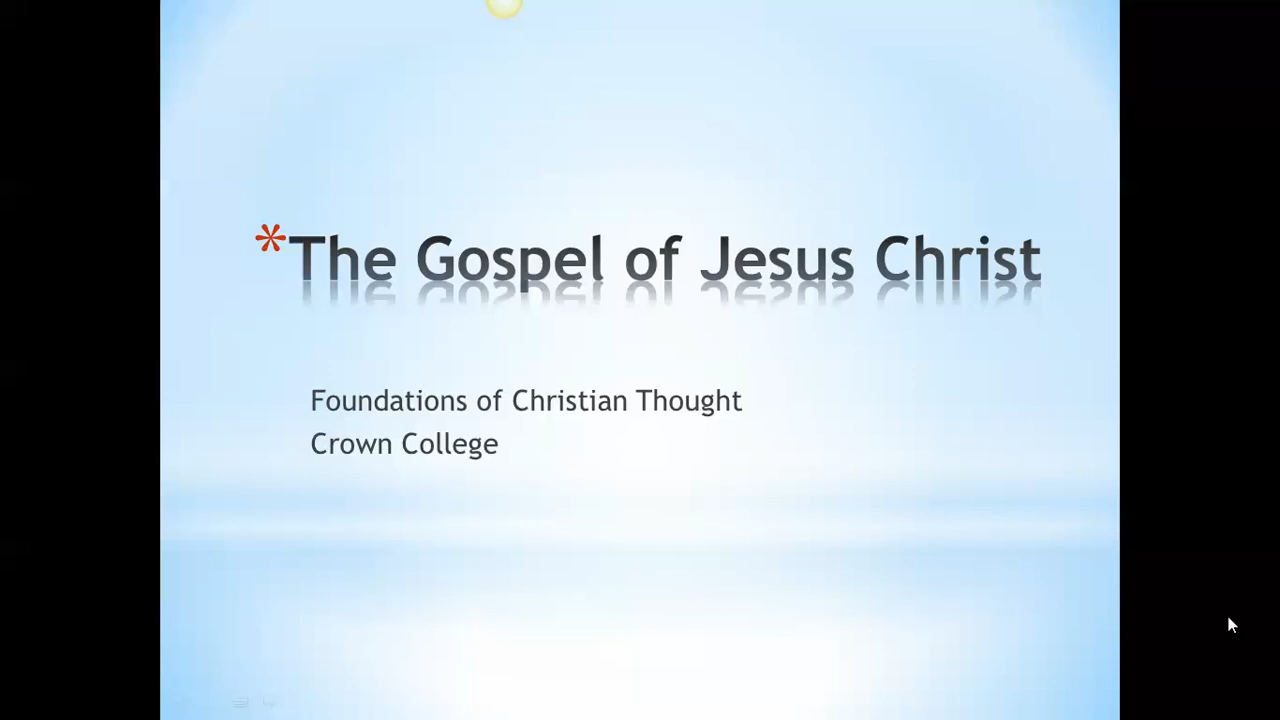 *The Gospel of Jesus Christ
Foundations of Christian Thought
Crown College